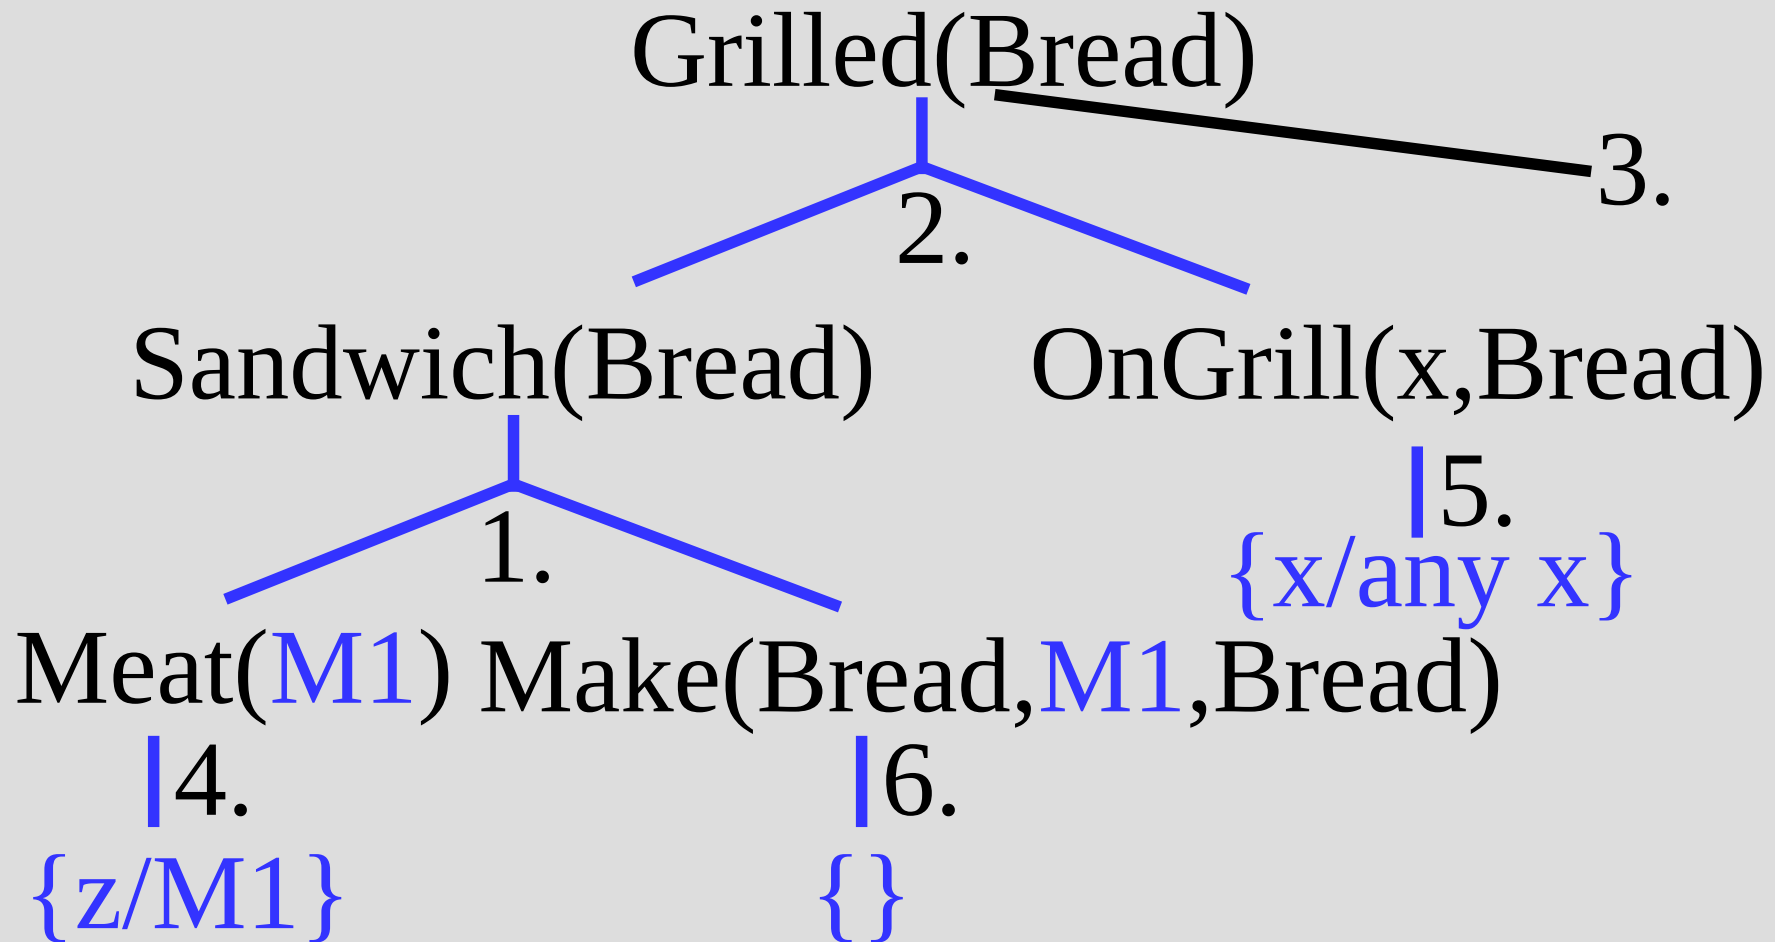 Grilled(Bread)
3.
2.
Sandwich(Bread) OnGrill(x,Bread)
5.
1.
{x/any x}
Meat(M1) Make(Bread,M1,Bread)
4. 6.
{z/M1} {}